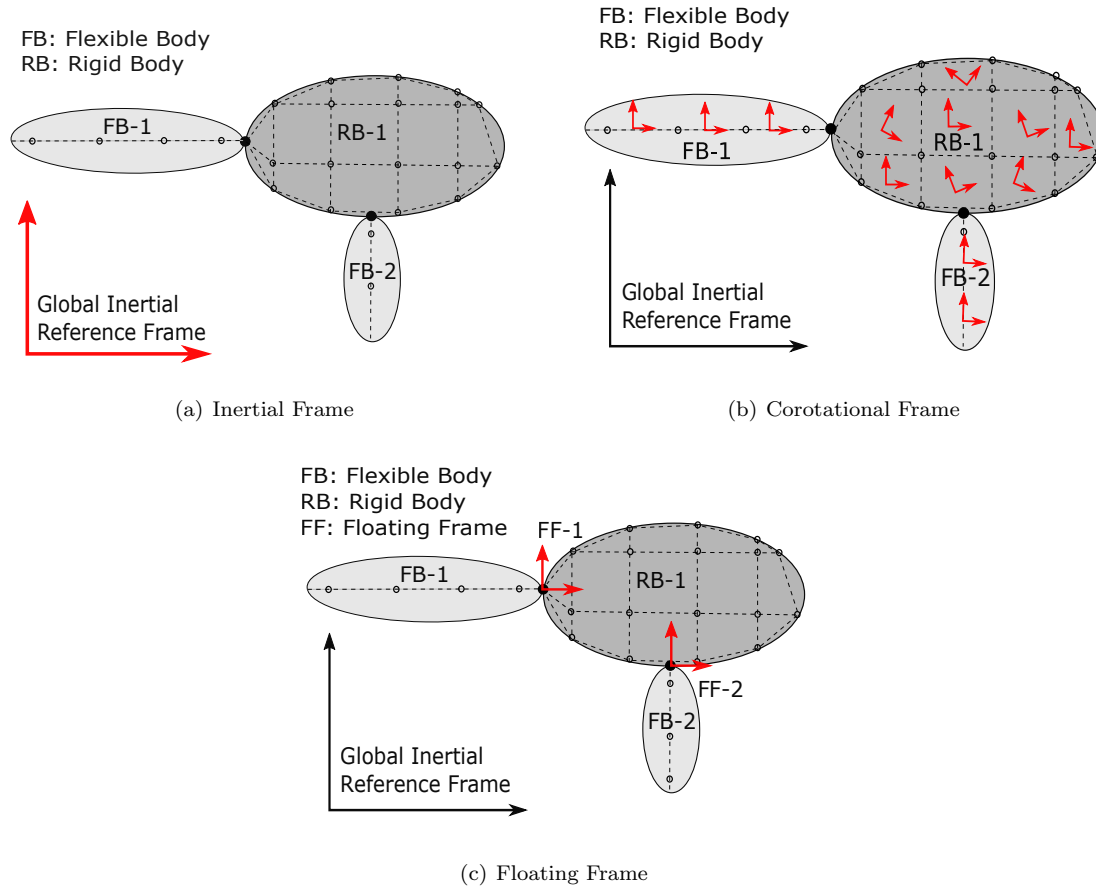 FB: Flexible Body
RB: Rigid Body
FB-1
RB-1
FB-2
Global Inertial
Reference Frame
(a) Inertial Frame
FB: Flexible Body
RB: Rigid Body
FB-1
RB-1
FB-2
Global Inertial
Reference Frame
(b) Corotational Frame
FB: Flexible Body
RB: Rigid Body
FF: Floating Frame
FF-1
FB-1
RB-1
FF-2
FB-2
Global Inertial
Reference Frame
(c) Floating Frame